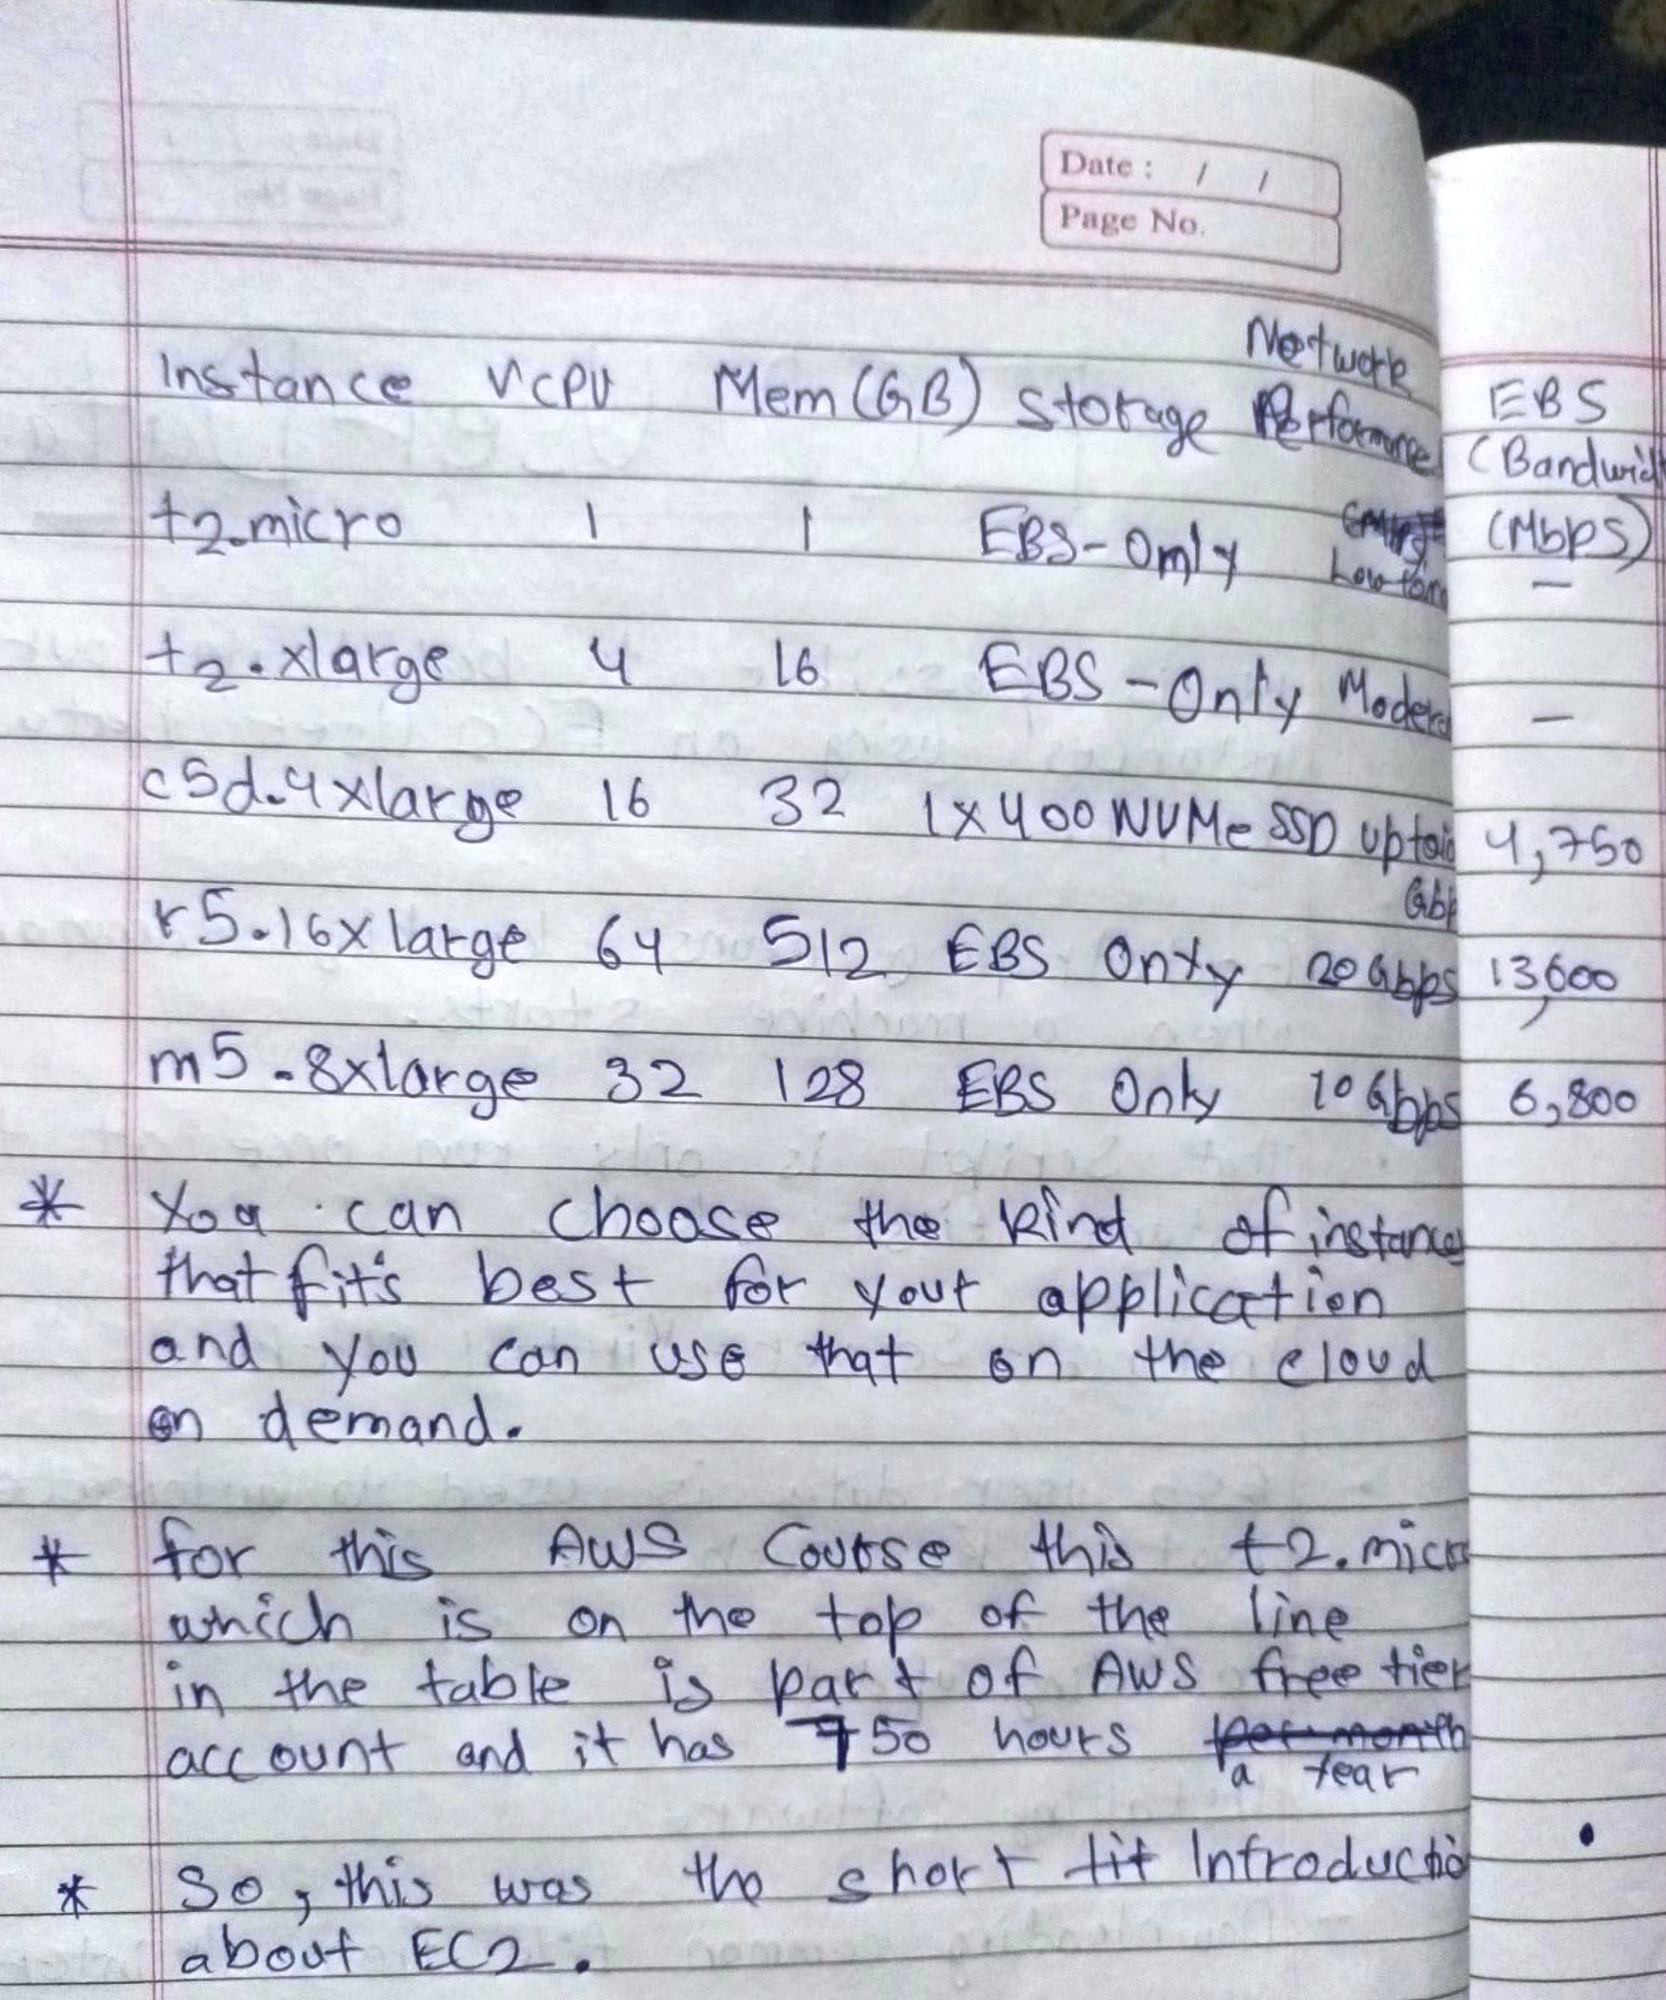 Date : / /
Page No.
Network
Instance vCPU Mem (GB) Storage Performance EBS
(Bandwid
t2.micro 1 1 EBS-Only (Mbps)
Low to —
t2.xlarge 4 16 EBS-Only Modera —
c5d.4xlarge 16 32 1x400 NVMe SSD upto 4,750
Gbp
r5.16xlarge 64 512 EBS Only 20 Gbps 13,600
m5.8xlarge 32 128 EBS Only 10 Gbps 6,800
* You can choose the kind of instance
that fit's best for your application
and you can use that on the cloud
on demand.
* for this AWS Course this t2.micro
which is on the top of the line
in the table is part of AWS free tier
account and it has 750 hours per month
a year
* So, this was the short tit Introductio
about EC2.